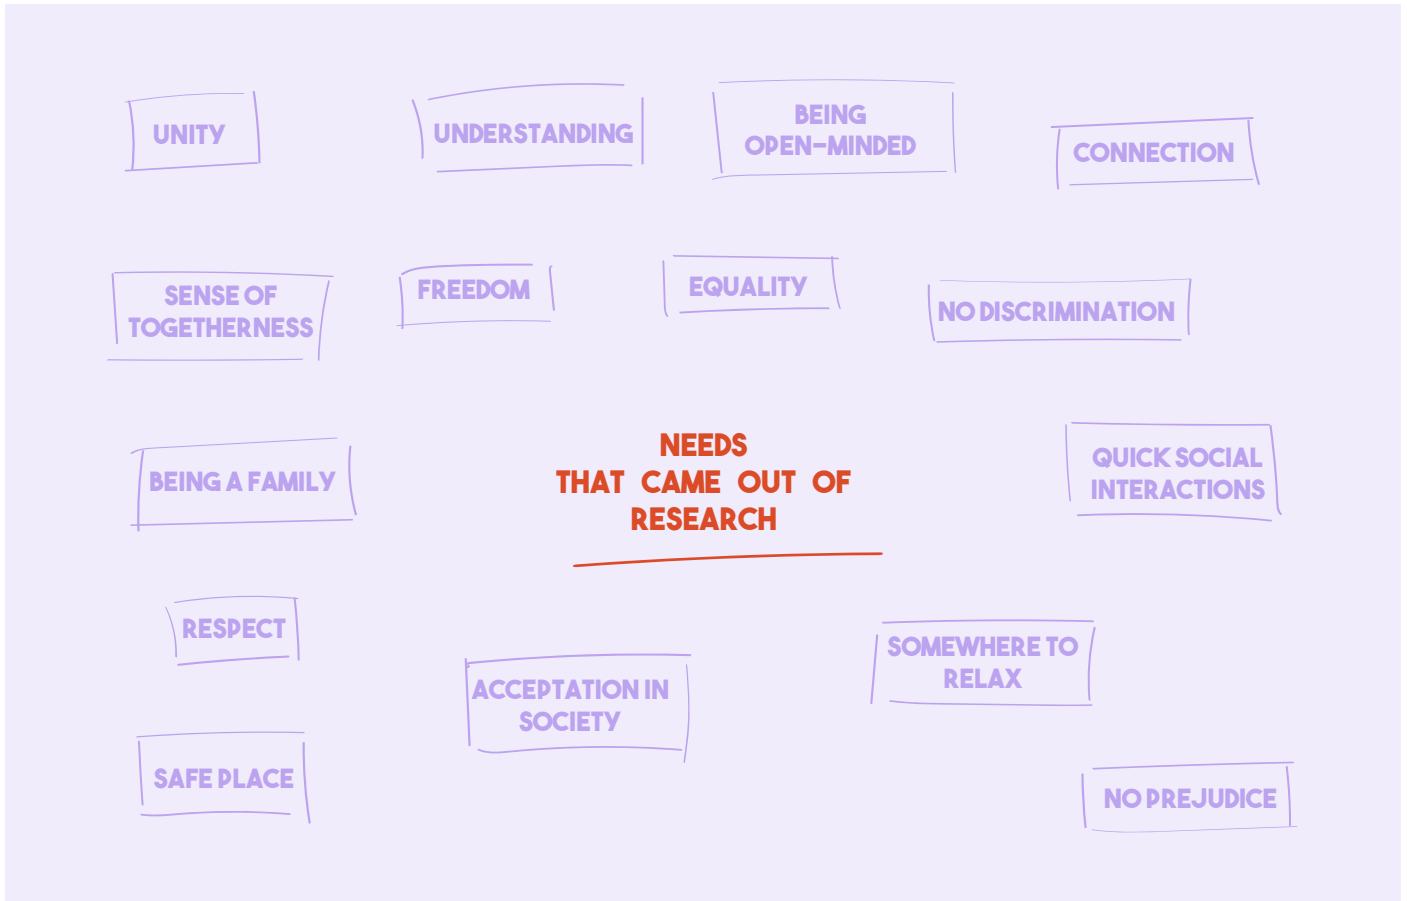 UNITY
UNDERSTANDING
BEING
OPEN-MINDED
CONNECTION
SENSE OF
TOGETHERNESS
FREEDOM
EQUALITY
NO DISCRIMINATION
BEING A FAMILY
NEEDS
THAT CAME OUT OF
RESEARCH
QUICK SOCIAL
INTERACTIONS
RESPECT
ACCEPTATION IN
SOCIETY
SOMEWHERE TO
RELAX
SAFE PLACE
NO PREJUDICE